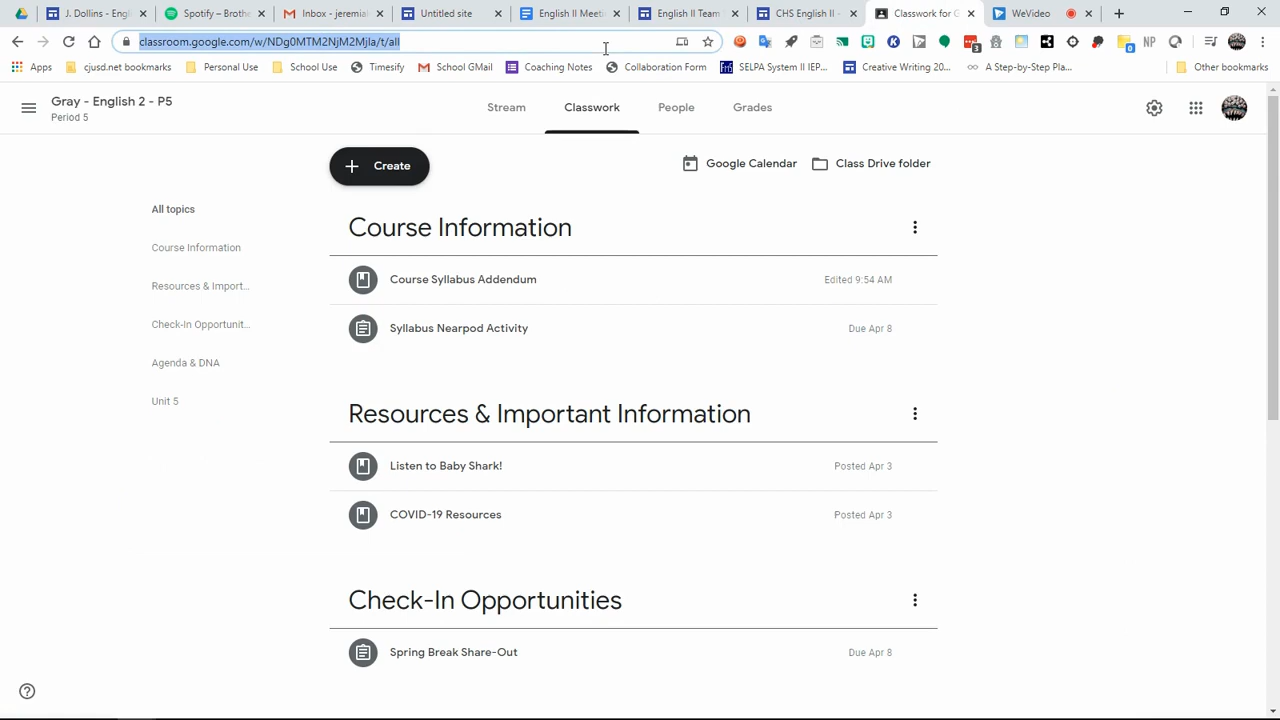 J. Dollins - Engl
Spotify – Brothe
Inbox - jeremial
Untitled site
English II Meeti
English II Team
CHS English II -
Classwork for G
WeVideo
classroom.google.com/w/NDg0MTM2NjM2Mjla/t/all
3
0
NP
Apps
cjusd.net bookmarks
Personal Use
School Use
Timesify
School GMail
Coaching Notes
Collaboration Form
SELPA System II IEP...
Creative Writing 20...
A Step-by-Step Pla...
Other bookmarks
Gray - English 2 - P5
Period 5
Stream
Classwork
People
Grades
Create
Google Calendar
Class Drive folder
All topics
Course Information
Resources & Import...
Check-In Opportunit...
Agenda & DNA
Unit 5
Course Information
Course Syllabus Addendum
Edited 9:54 AM
Syllabus Nearpod Activity
Due Apr 8
Resources & Important Information
Listen to Baby Shark!
Posted Apr 3
COVID-19 Resources
Posted Apr 3
Check-In Opportunities
Spring Break Share-Out
Due Apr 8